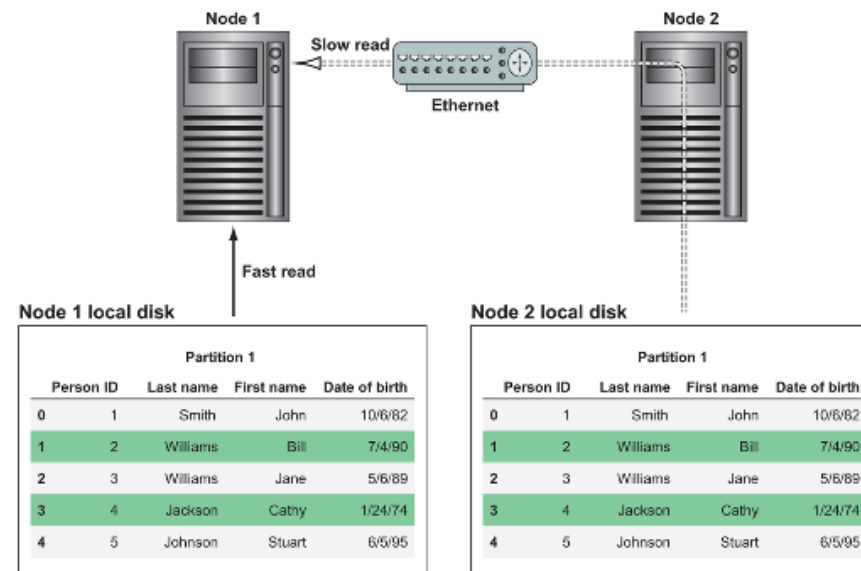 Node 1
Node 2
Slow read
Ethernet
Fast read
Node 1 local disk
Partition 1
Person ID Last name First name Date of birth
0 1 Smith John 10/6/82
1 2 Williams Bill 7/4/90
2 3 Williams Jane 5/6/89
3 4 Jackson Cathy 1/24/74
4 5 Johnson Stuart 6/5/95
Node 2 local disk
Partition 1
Person ID Last name First name Date of birth
0 1 Smith John 10/6/82
1 2 Williams Bill 7/4/90
2 3 Williams Jane 5/6/89
3 4 Jackson Cathy 1/24/74
4 5 Johnson Stuart 6/5/95